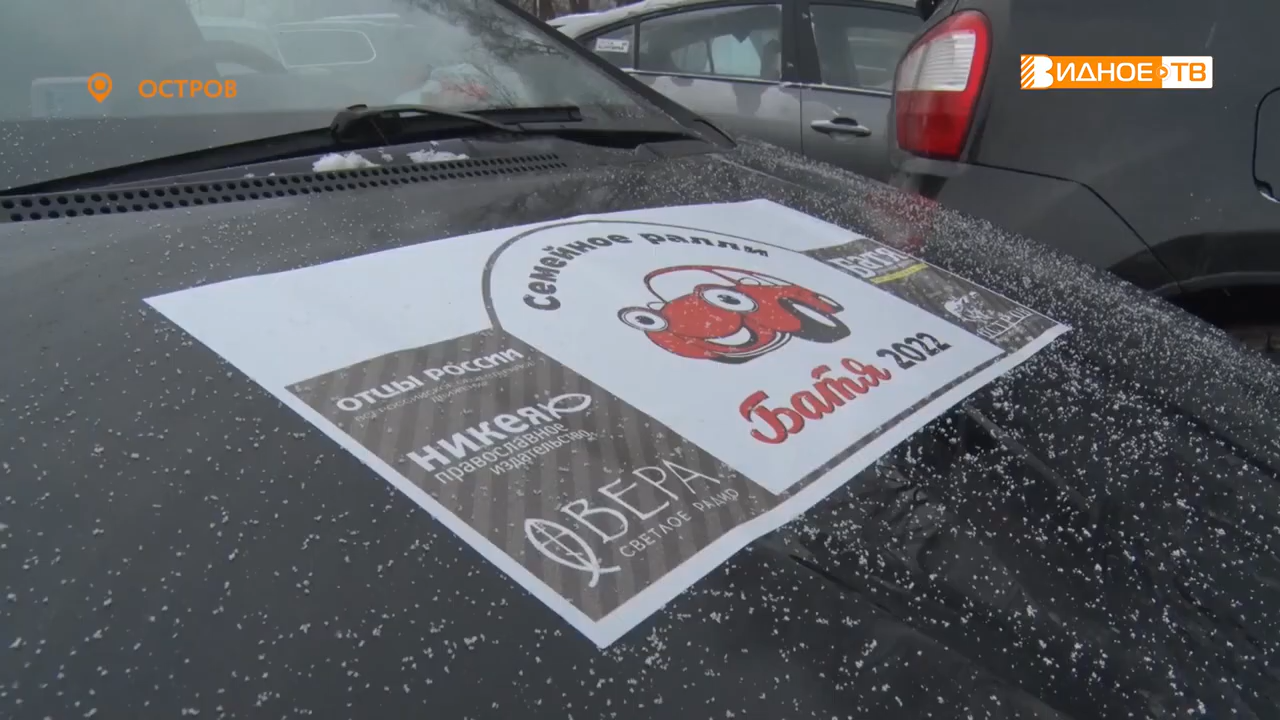 ОСТРОВ
ВИДНОЕ ТВ
Семейное ралли
Батя 2022
ОТЦЫ РОССИИ
НИКЕЯ
православное
издательство
ВЕРА
СВЕТЛОЕ РАДИО